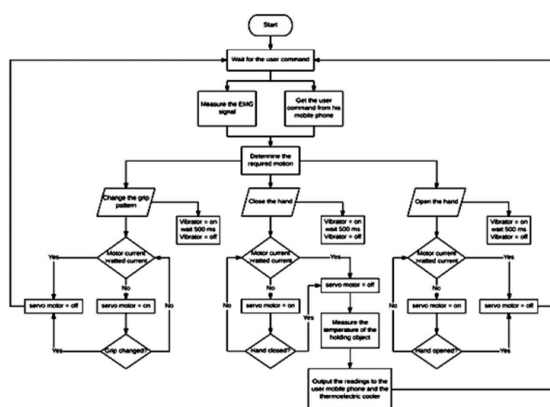 Start
Wait for the user command
Measure the EMG
signal
Get the user
command from his
mobile phone
Determine the
required motion
Change the grip
pattern
Vibrator = on
wait 500 ms
Vibrator = off
Close the hand
Vibrator = on
wait 500 ms
Vibrator = off
Open the hand
Vibrator = on
wait 500 ms
Vibrator = off
Yes
Motor current
>ratted current
No
servo motor = off
servo motor = on
No
Yes
Grip changed?
Motor current
>ratted current
Yes
No
servo motor = off
servo motor = on
No
Yes
Hand closed?
Measure the
temperature of the
holding object
Output the readings to the
user mobile phone and the
thermoelectric cooler
Motor current
>ratted current
Yes
No
servo motor = on
servo motor = off
No
Yes
Hand opened?